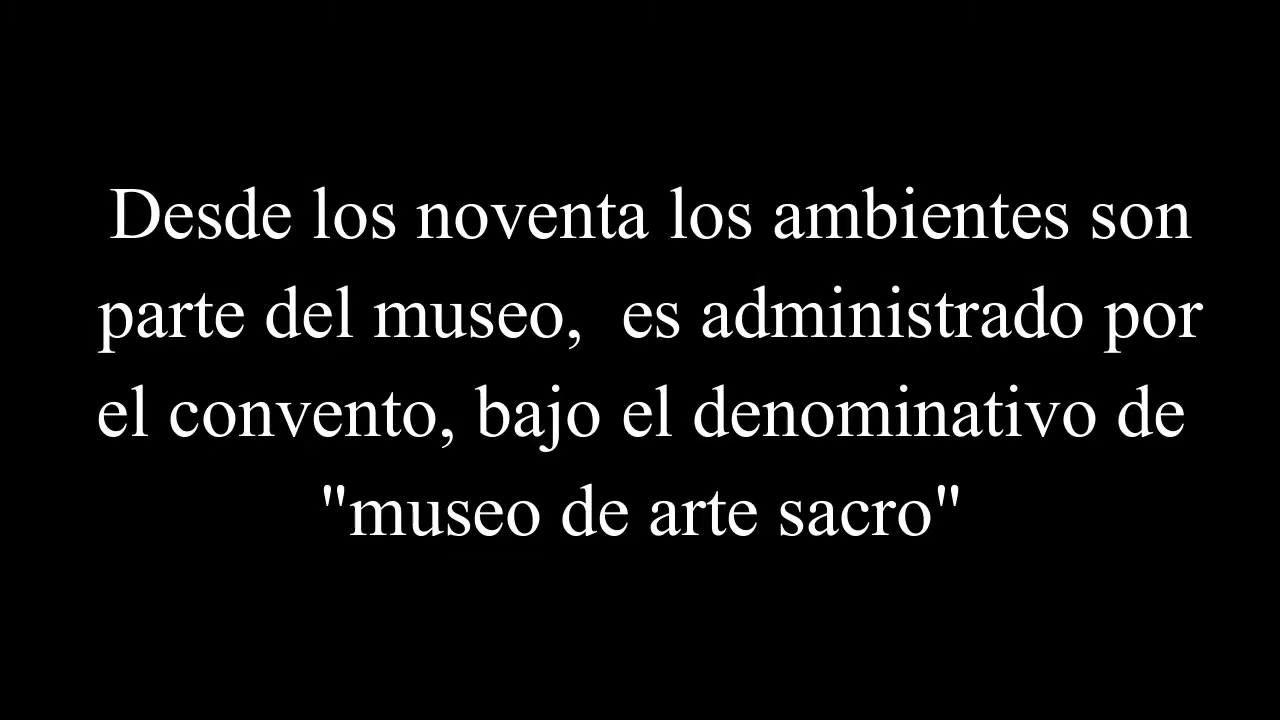 Desde los noventa los ambientes son
parte del museo,  es administrado por
el convento, bajo el denominativo de
"museo de arte sacro"